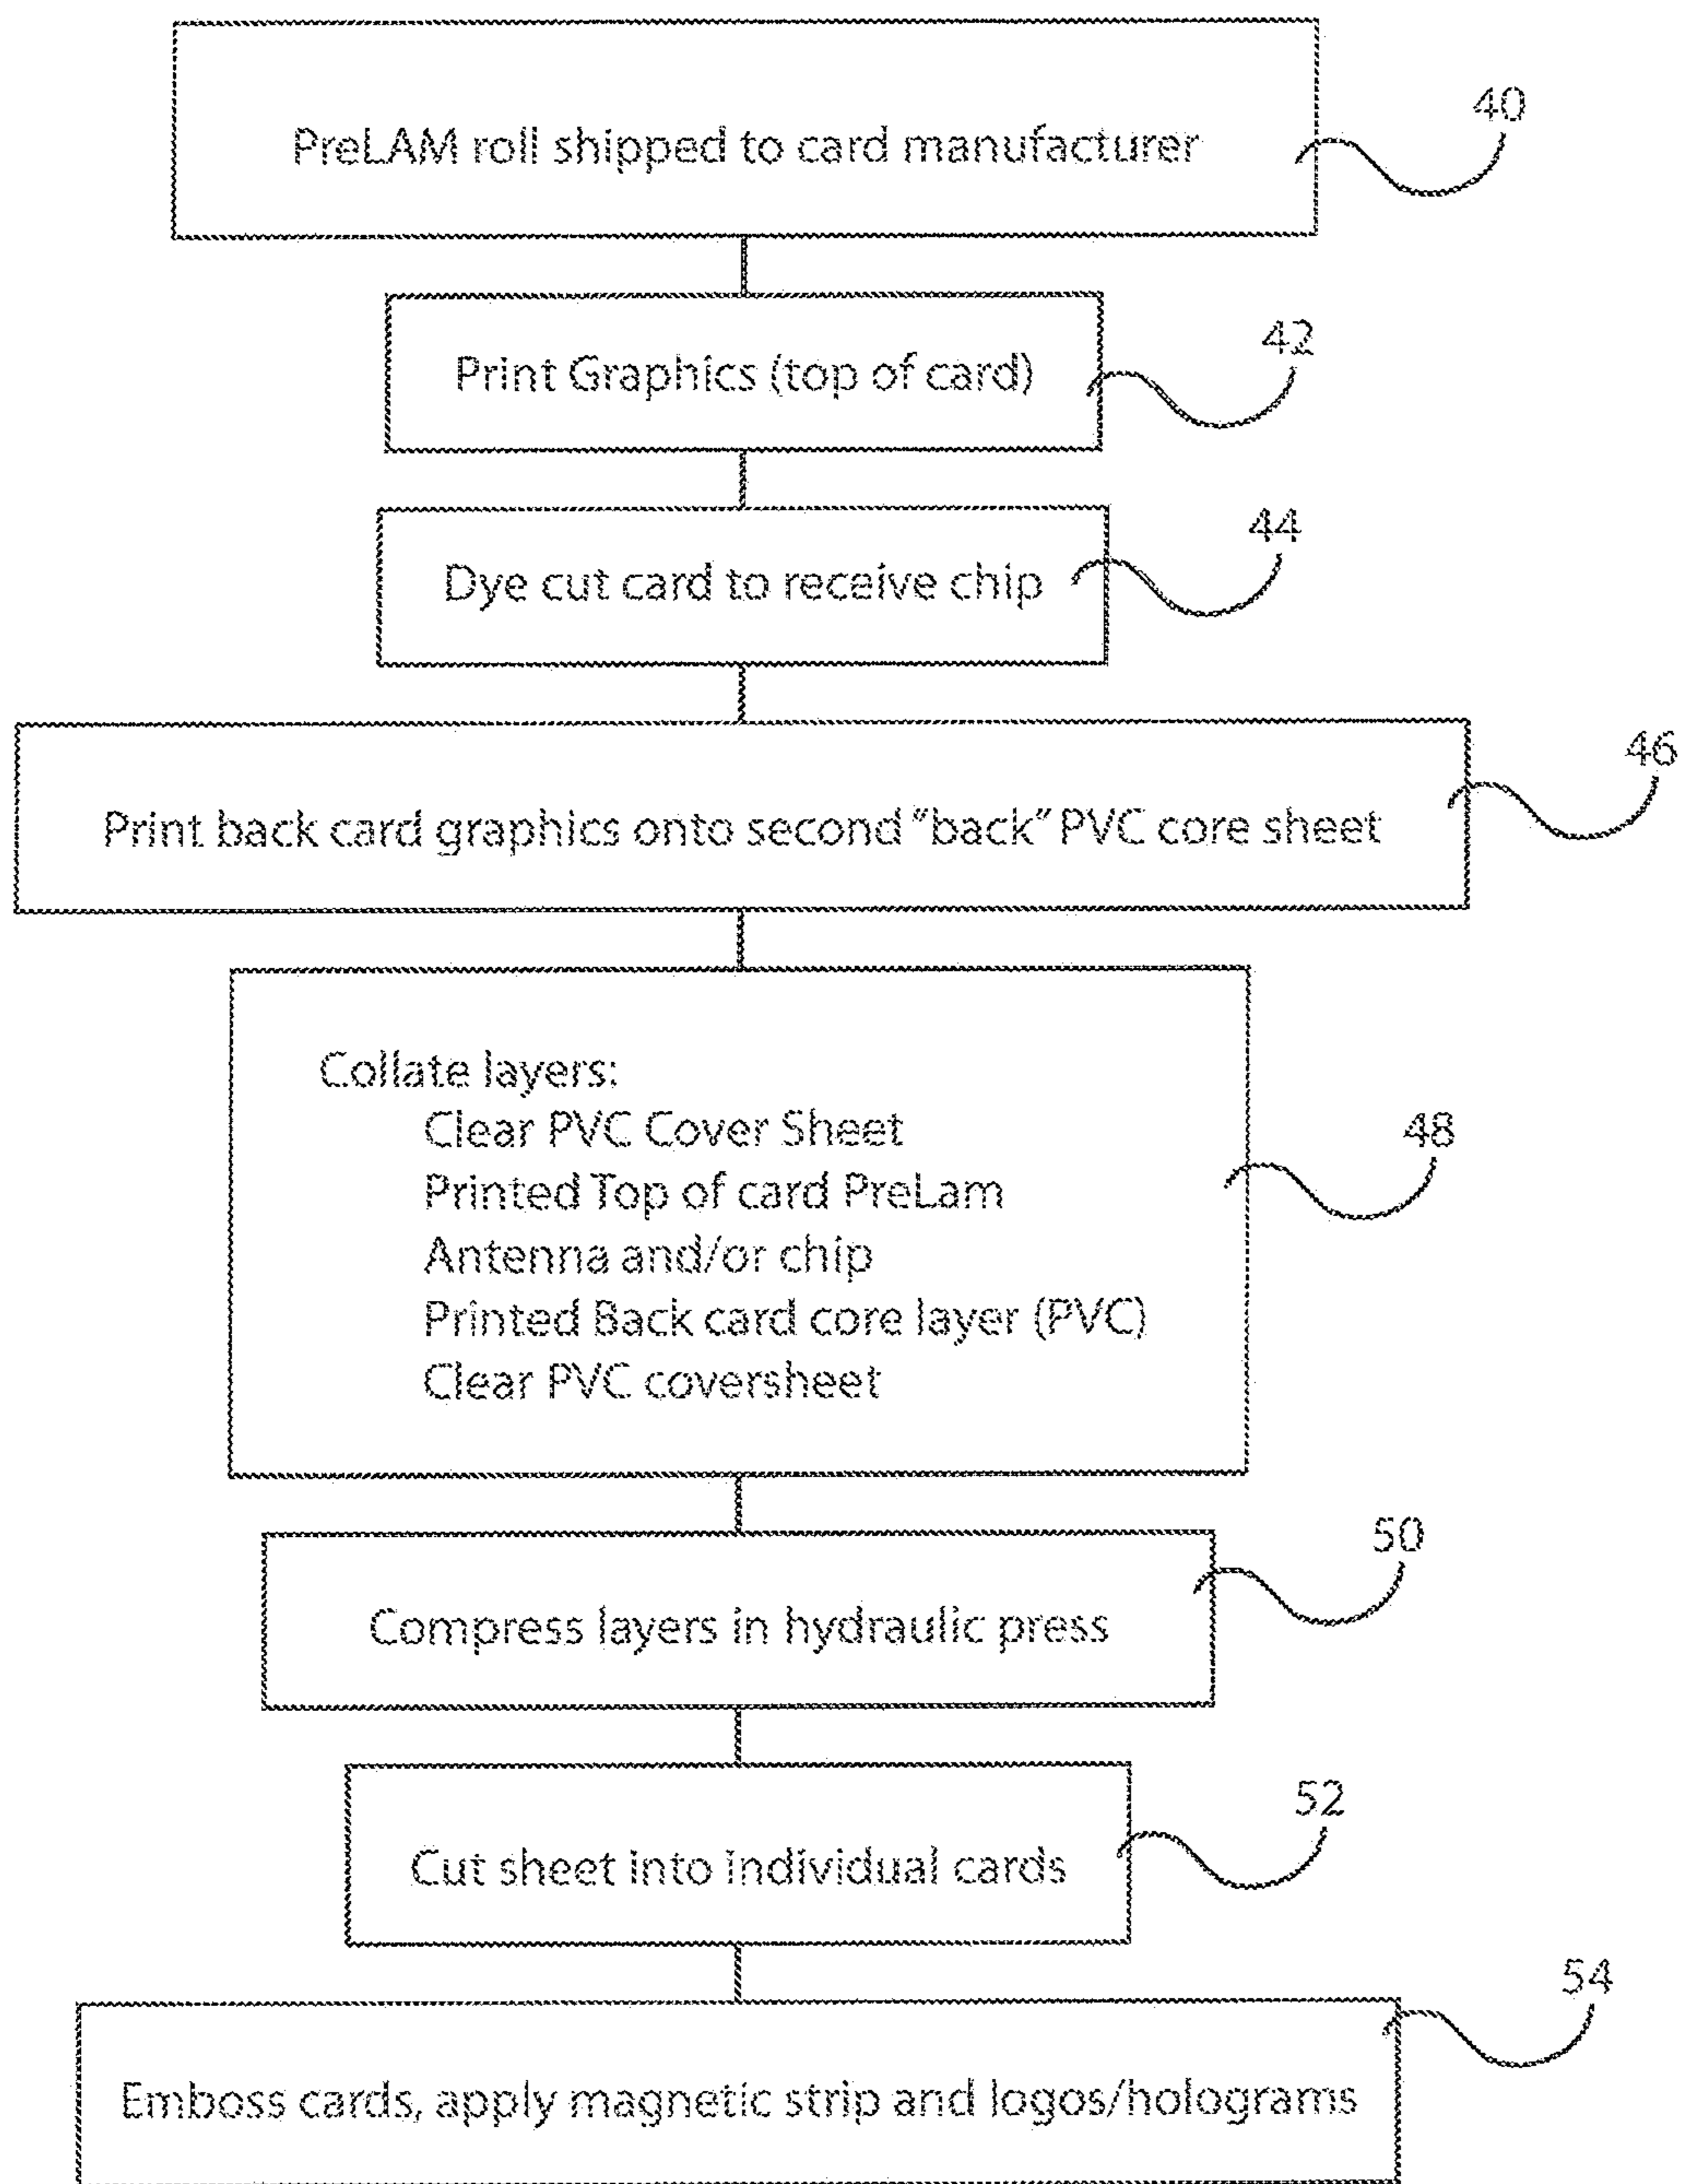 PreLAM roll shipped to card manufacturer
40
Print Graphics (top of card)
42
Dye cut card to receive chip
44
Print back card graphics onto second "back" PVC core sheet
46
Collate layers:
Clear PVC Cover Sheet
Printed Top of card PreLam
Antenna and/or chip
Printed Back card core layer (PVC)
Clear PVC coversheet
48
Compress layers in hydraulic press
50
Cut sheet into individual cards
52
Emboss cards, apply magnetic strip and logos/holograms
54